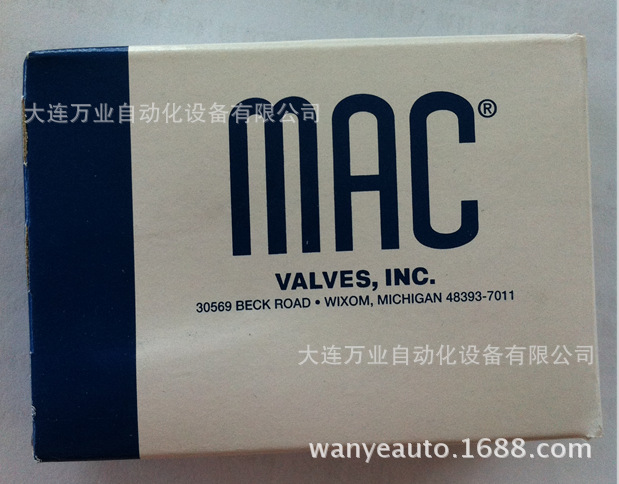 大连万业自动化设备有限公司
MAC®
VALVES, INC.
30569 BECK ROAD • WIXOM, MICHIGAN 48393-7011
大连万业自动化设备有限公司
wanyeauto.1688.com